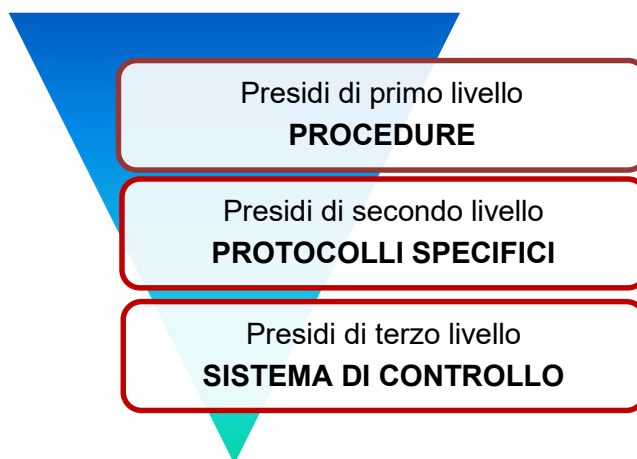 Presidi di primo livello
PROCEDURE
Presidi di secondo livello
PROTOCOLLI SPECIFICI
Presidi di terzo livello
SISTEMA DI CONTROLLO